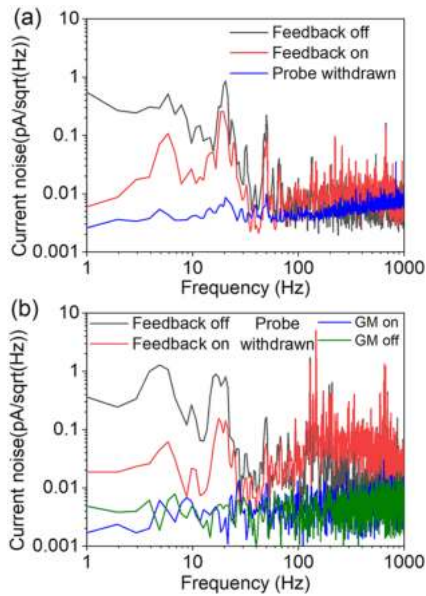 (a)
Current noise(pA/sqrt(Hz))
10
1
0.1
0.01
0.001
Feedback off
Feedback on
Probe withdrawn
1 10 100 1000
Frequency (Hz)
(b)
Current noise(pA/sqrt(Hz))
10
1
0.1
0.01
0.001
Feedback off Probe GM on
Feedback on withdrawn GM off
1 10 100 1000
Frequency (Hz)